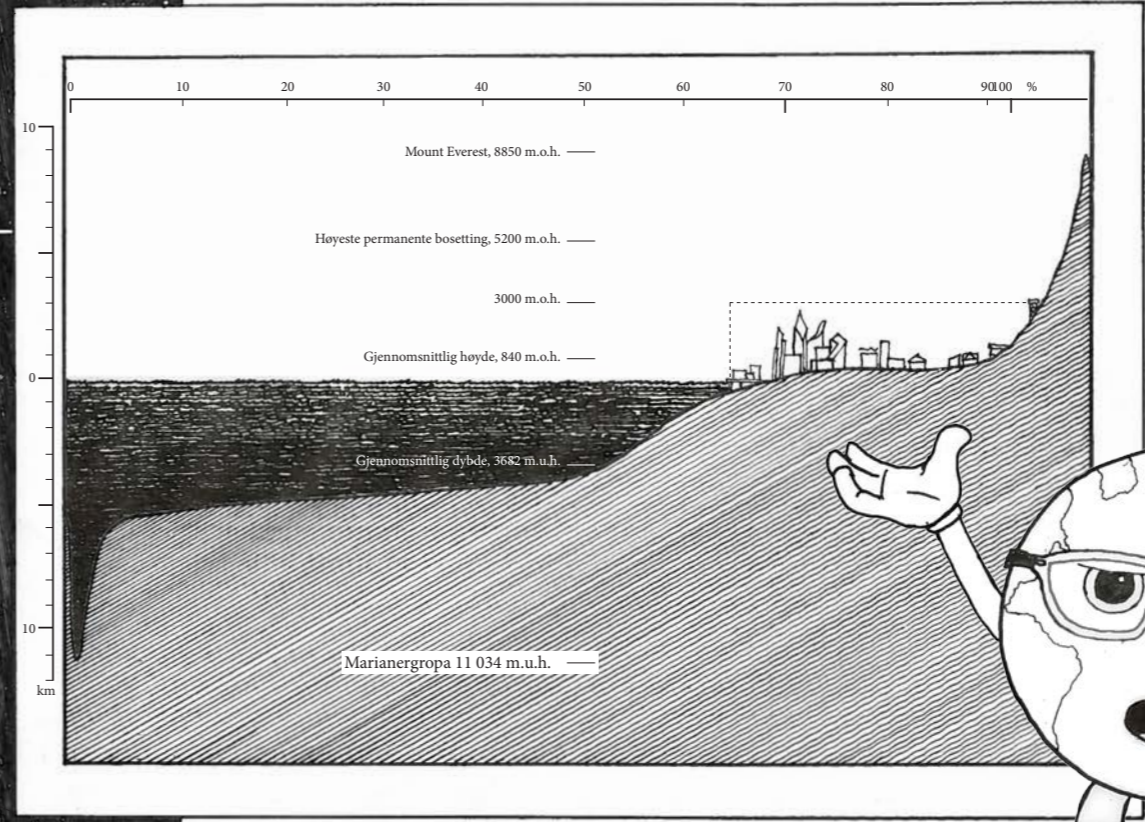 0 10 20 30 40 50 60 70 80 90 100 %
10
Mount Everest, 8850 m.o.h.
Høyeste permanente bosetting, 5200 m.o.h.
3000 m.o.h.
Gjennomsnittlig høyde, 840 m.o.h.
0
Gjennomsnittlig dybde, 3682 m.u.h.
10
Marianergropa 11 034 m.u.h.
km